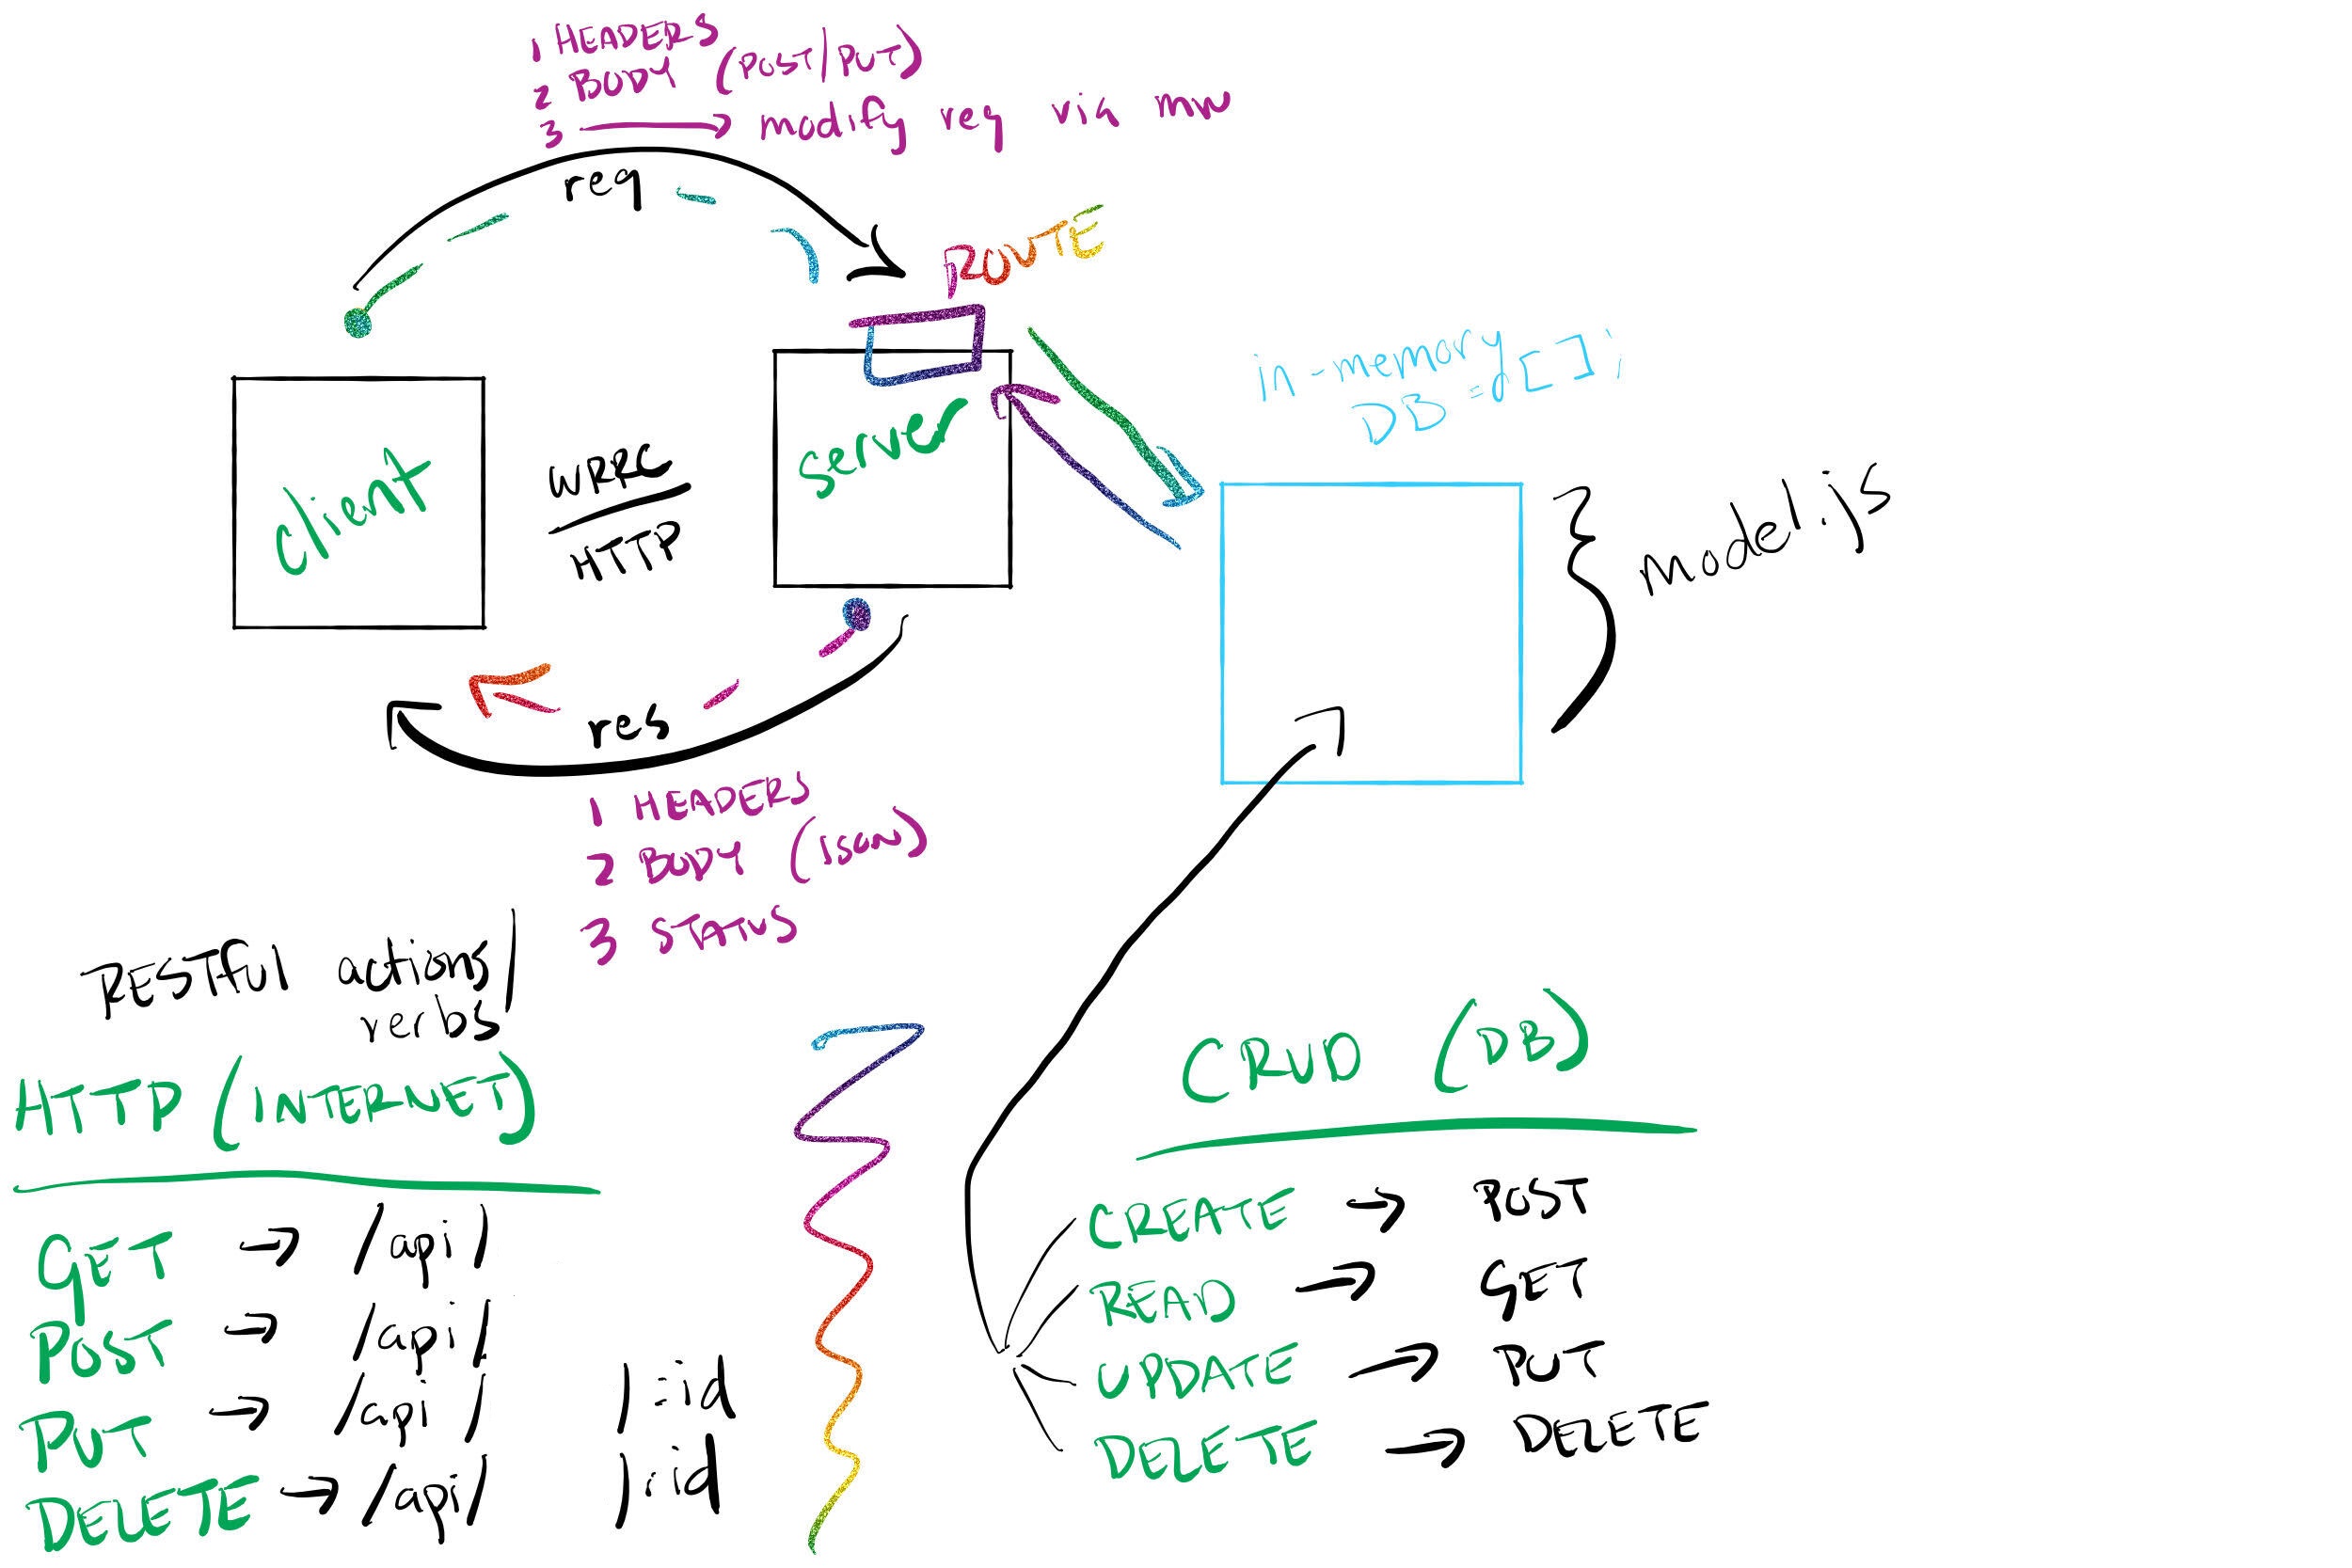 1 HEADERS
2 BODY (POST/PUT)
3 → modify req via mw
req
ROUTE
in-memory
DB = [ ];
client
WRRC
HTTP
server
model.js
res
1 HEADERS
2 BODY (JSON)
3 STATUS
RESTful actions/
verbs
HTTP (INTERNET)
GET → /api/
POST → /api/
PUT → /api/ /:id
DELETE → /api/ /:id
CRUD (DB)
CREATE → POST
READ → GET
UPDATE → PUT
DELETE → DELETE